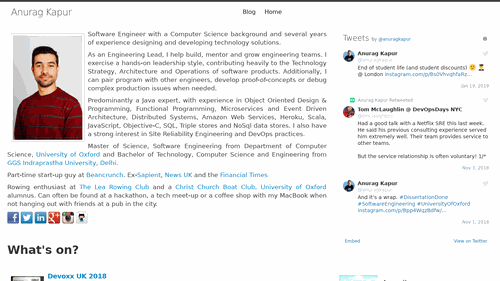 Anurag Kapur
Blog
Home
Software Engineer with a Computer Science background and several years
of experience designing and developing technology solutions.
As an Engineering Lead, I help build, mentor and grow engineering teams. I
exercise a hands-on leadership style, contributing heavily to the Technology
Strategy, Architecture and Operations of software products. Additionally, I
can pair program with other engineers, develop proof-of-concepts or debug
complex production issues when needed.
Predominantly a Java expert, with experience in Object Oriented Design &
Programming, Functional Programming, Microservices and Event Driven
Architecture, Distributed Systems, Amazon Web Services, Heroku, Scala,
JavaScript, Objective-C, SQL, Triple stores and NoSql data stores. I also have
a strong interest in Site Reliability Engineering and DevOps practices.
Master of Science, Software Engineering from Department of Computer
Science, University of Oxford and Bachelor of Technology, Computer Science and Engineering from
GGS Indraprastha University, Delhi.
Part-time start-up guy at Beancrunch. Ex-Sapient, News UK and the Financial Times.
Rowing enthusiast at The Lea Rowing Club and a Christ Church Boat Club, University of Oxford
alumnus. Can often be found at a hackathon, a tech meet-up or a coffee shop with my MacBook when
not hanging out with friends at a pub in the city.
What's on?
Devoxx UK 2018
Tweets by @anuragkapur
Anurag Kapur
@anuragkapur
End of student life (and student discounts)
@ London instagram.com/p/Bs0VhvqhfaRz...
Jan 19, 2019
Anurag Kapur Retweeted
Tom McLaughlin @ DevOpsDays NYC
Had a good talk with a Netflix SRE this last week.
He said his previous consulting experience served
him extremely well. Their team provides service to
other teams.
But the service relationship is often voluntary! 1/*
Nov 3, 2018
Anurag Kapur
@anuragkapur
And it's a wrap. #DissertationDone
#SoftwareEngineering #UniversityOfOxford
Nov 1, 2018
Embed
View on Twitter